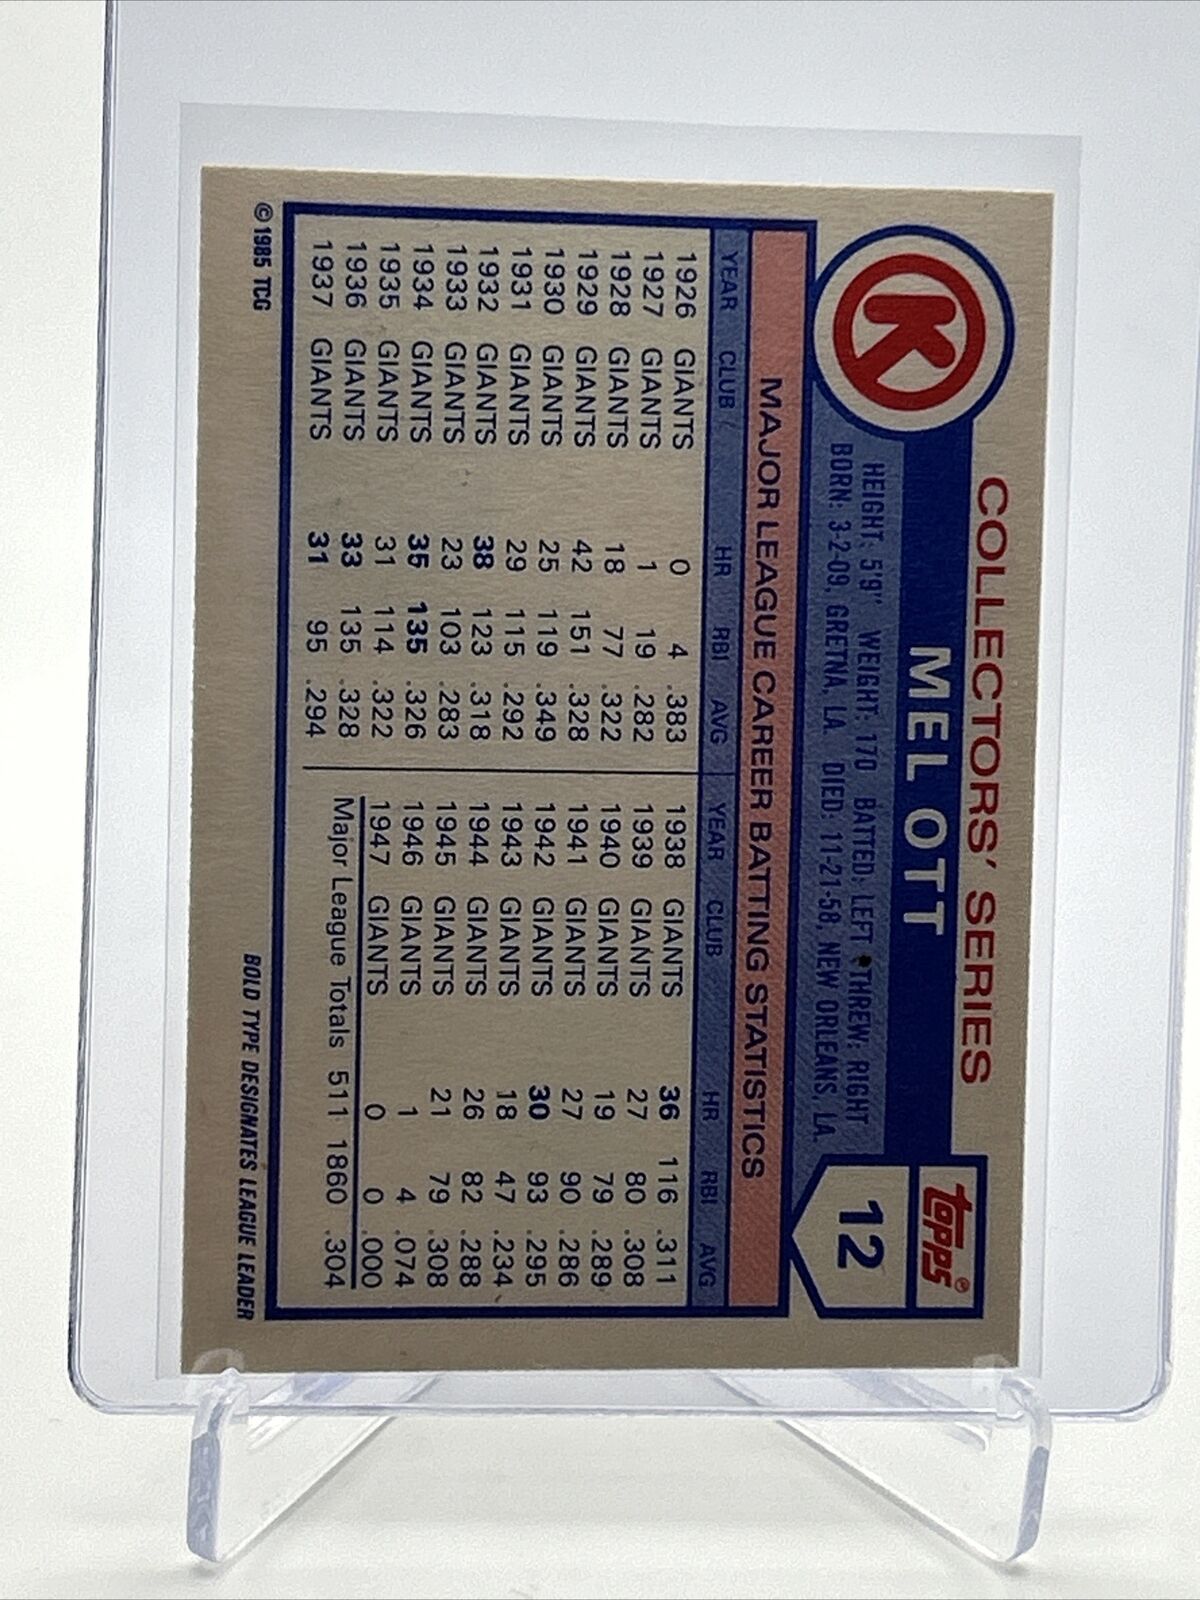 COLLECTORS' SERIES
K
MEL OTT
topps®
12
HEIGHT: 5'9" WEIGHT: 170 BATTED: LEFT • THREW: RIGHT
BORN: 3-2-09, GRETNA, LA. DIED: 11-21-58, NEW ORLEANS, LA.
MAJOR LEAGUE CAREER BATTING STATISTICS
YEAR CLUB HR RBI AVG YEAR CLUB HR RBI AVG
1926 GIANTS 0 4 .383 1938 GIANTS 36 116 .311
1927 GIANTS 1 19 .282 1939 GIANTS 27 80 .308
1928 GIANTS 18 77 .322 1940 GIANTS 19 79 .289
1929 GIANTS 42 151 .328 1941 GIANTS 27 90 .286
1930 GIANTS 25 119 .349 1942 GIANTS 30 93 .295
1931 GIANTS 29 115 .292 1943 GIANTS 18 47 .234
1932 GIANTS 38 123 .318 1944 GIANTS 26 82 .288
1933 GIANTS 23 103 .283 1945 GIANTS 21 79 .308
1934 GIANTS 35 135 .326 1946 GIANTS 1 4 .074
1935 GIANTS 31 114 .322 1947 GIANTS 0 0 .000
1936 GIANTS 33 135 .328 Major League Totals 511 1860 .304
1937 GIANTS 31 95 .294
© 1985 TCG
BOLD TYPE DESIGNATES LEAGUE LEADER